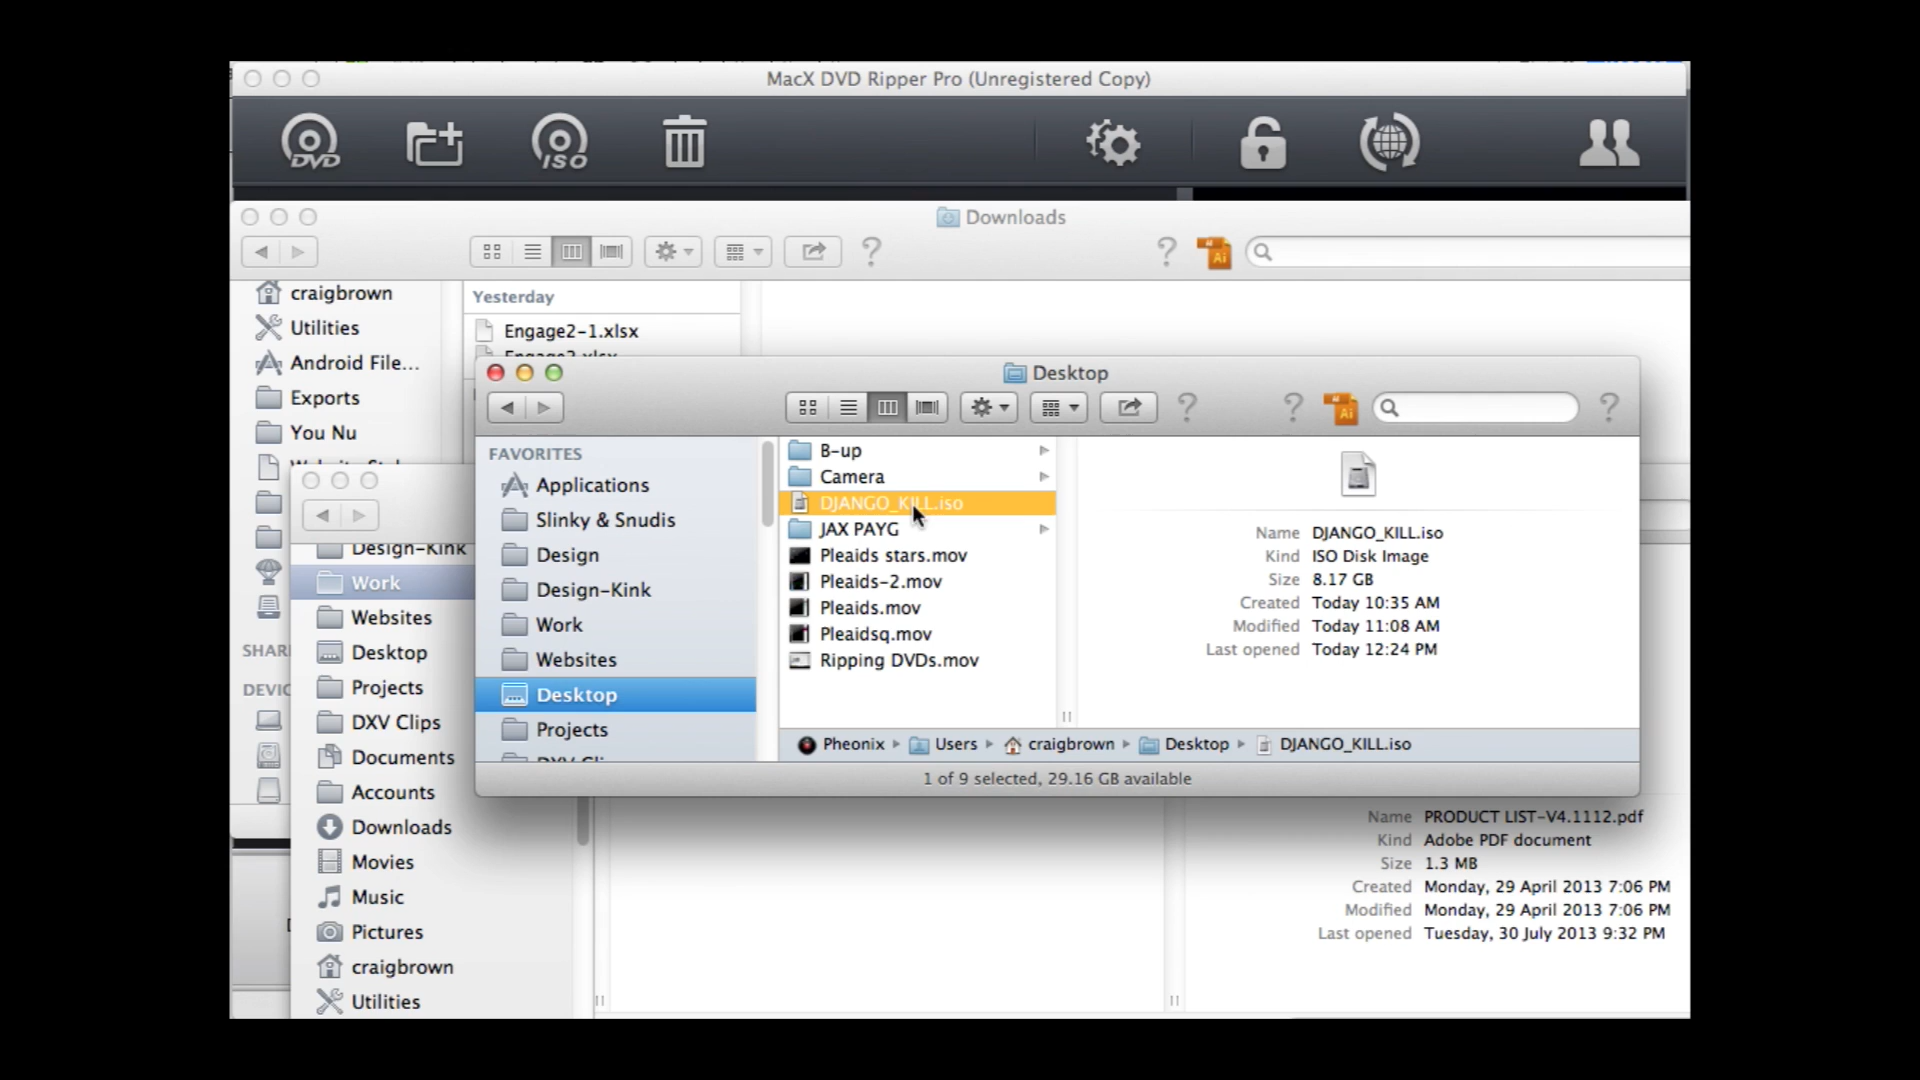 MacX DVD Ripper Pro (Unregistered Copy)
DVD
ISO
Downloads
Ai
craigbrown
Utilities
Android File...
Exports
You Nu
Yesterday
Engage2-1.xlsx
Engage2.xlsx
Desktop
Ai
FAVORITES
Applications
Slinky & Snudis
Design
Design-Kink
Work
Websites
Desktop
Projects
B-up
Camera
DJANGO_KILL.iso
JAX PAYG
Pleaids stars.mov
Pleaids-2.mov
Pleaids.mov
Pleaidsq.mov
Ripping DVDs.mov
Name DJANGO_KILL.iso
Kind ISO Disk Image
Size 8.17 GB
Created Today 10:35 AM
Modified Today 11:08 AM
Last opened Today 12:24 PM
Pheonix Users craigbrown Desktop DJANGO_KILL.iso
1 of 9 selected, 29.16 GB available
Design-Kink
Work
Websites
Desktop
Projects
DXV Clips
Documents
Accounts
Downloads
Movies
Music
Pictures
craigbrown
Utilities
Name PRODUCT LIST-V4.1112.pdf
Kind Adobe PDF document
Size 1.3 MB
Created Monday, 29 April 2013 7:06 PM
Modified Monday, 29 April 2013 7:06 PM
Last opened Tuesday, 30 July 2013 9:32 PM